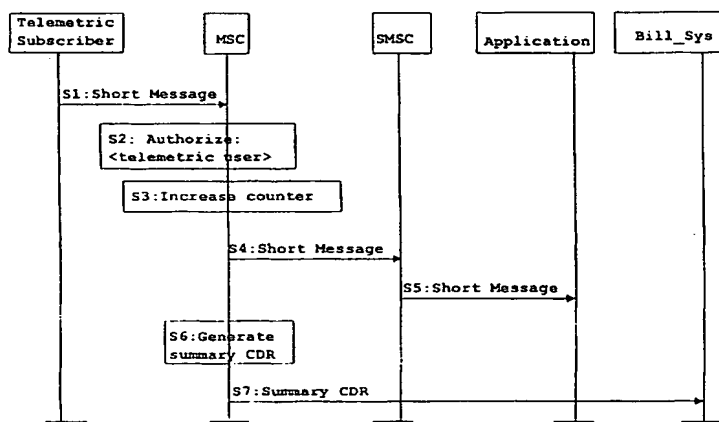 Telemetric
Subscriber
MSC
SMSC
Application
Bill_Sys
S1:Short Message
S2: Authorize:
<telemetric user>
S3:Increase counter
S4:Short Message
S5:Short Message
S6:Generate
summary CDR
S7:Summary CDR